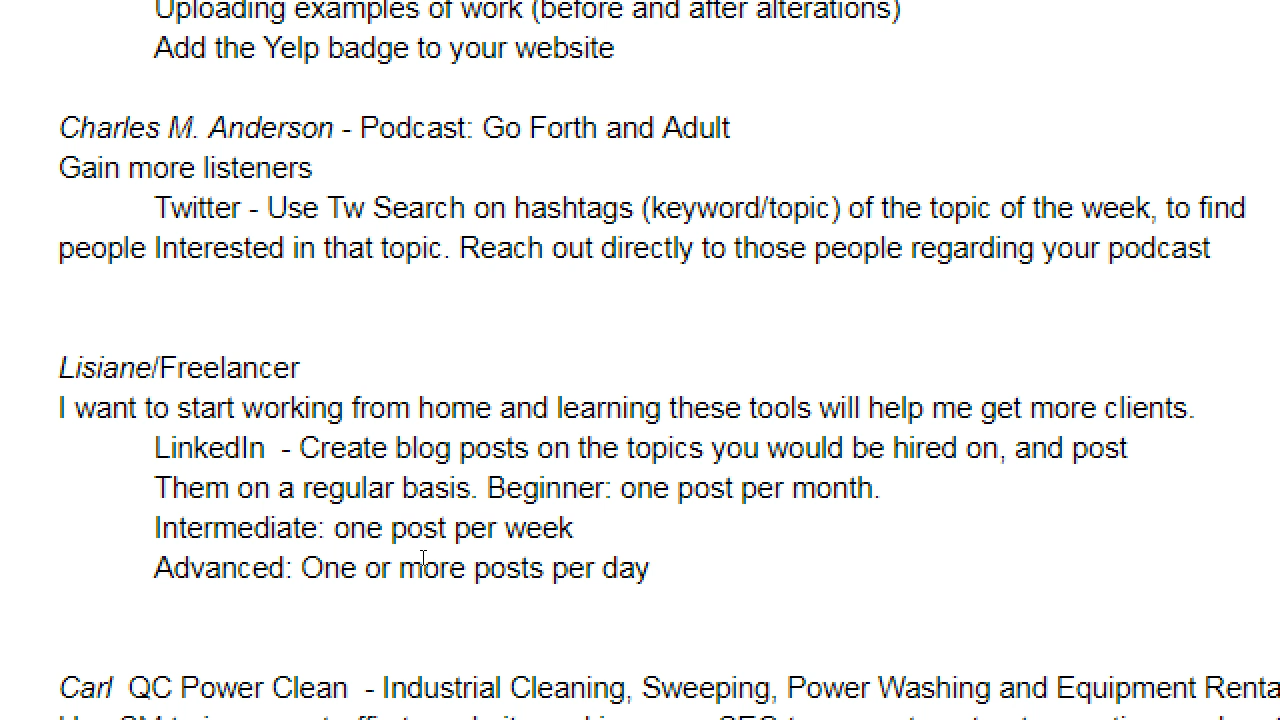 Uploading examples of work (before and after alterations)
Add the Yelp badge to your website
Charles M. Anderson - Podcast: Go Forth and Adult
Gain more listeners
Twitter - Use Tw Search on hashtags (keyword/topic) of the topic of the week, to find
people Interested in that topic. Reach out directly to those people regarding your podcast
Lisiane/Freelancer
I want to start working from home and learning these tools will help me get more clients.
LinkedIn  - Create blog posts on the topics you would be hired on, and post
Them on a regular basis. Beginner: one post per month.
Intermediate: one post per week
Advanced: One or more posts per day
Carl  QC Power Clean  - Industrial Cleaning, Sweeping, Power Washing and Equipment Renta